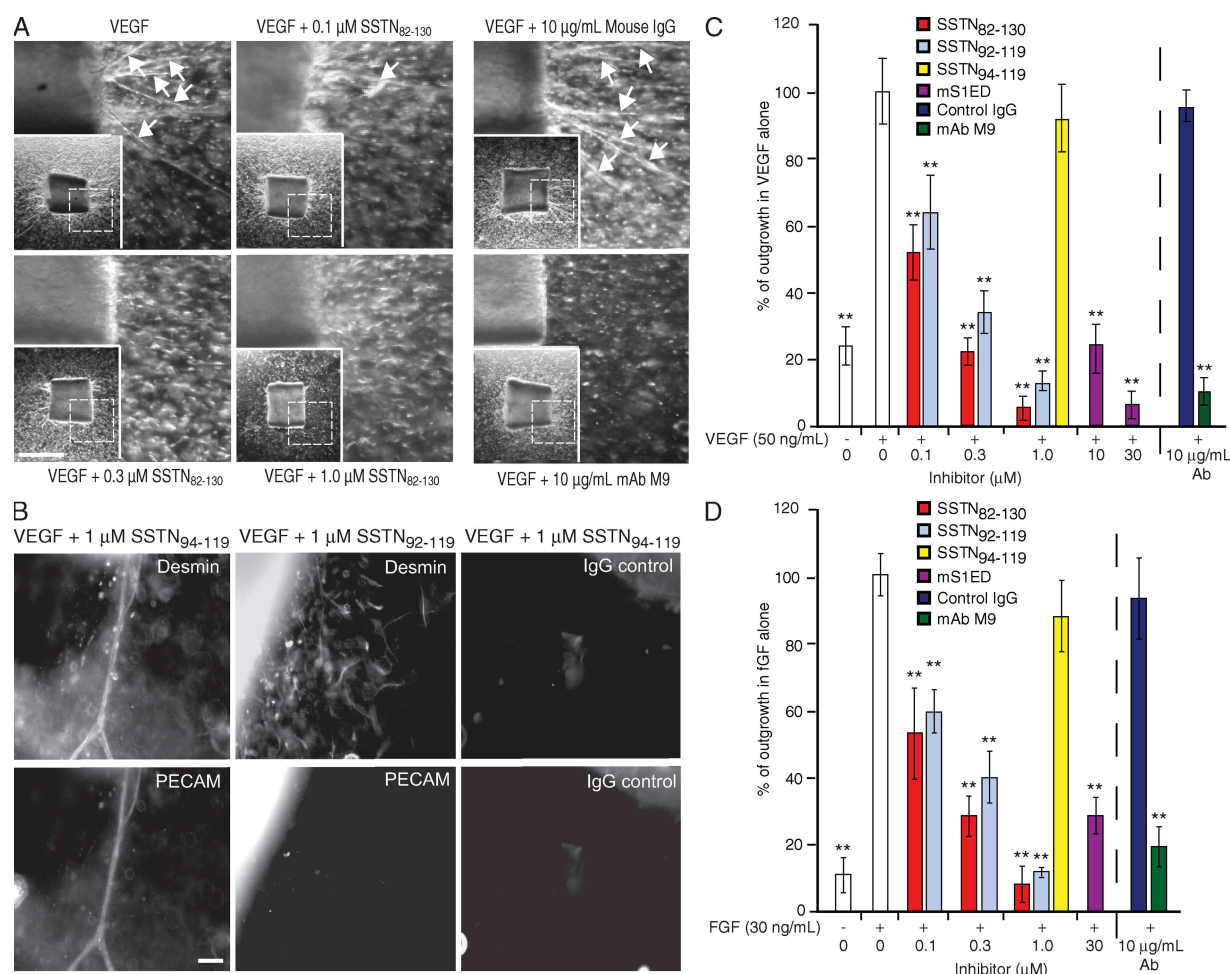 A
VEGF
VEGF + 0.1 µM SSTN82-130
VEGF + 10 µg/mL Mouse IgG
VEGF + 0.3 µM SSTN82-130
VEGF + 1.0 µM SSTN82-130
VEGF + 10 µg/mL mAb M9
B
VEGF + 1 µM SSTN94-119
VEGF + 1 µM SSTN92-119
VEGF + 1 µM SSTN94-119
Desmin
Desmin
IgG control
PECAM
PECAM
IgG control
C
% of outgrowth in VEGF alone
120
100
80
60
40
20
0
SSTN82-130
SSTN92-119
SSTN94-119
mS1ED
Control IgG
mAb M9
** ** ** ** ** ** ** ** ** **
VEGF (50 ng/mL) - + + + + + + +
0 0 0.1 0.3 1.0 10 30 10 µg/mL
Inhibitor (µM) Ab
D
% of outgrowth in fGF alone
120
100
80
60
40
20
0
SSTN82-130
SSTN92-119
SSTN94-119
mS1ED
Control IgG
mAb M9
** ** ** ** ** ** ** ** **
FGF (30 ng/mL) - + + + + + +
0 0 0.1 0.3 1.0 30 10 µg/mL
Inhibitor (µM) Ab